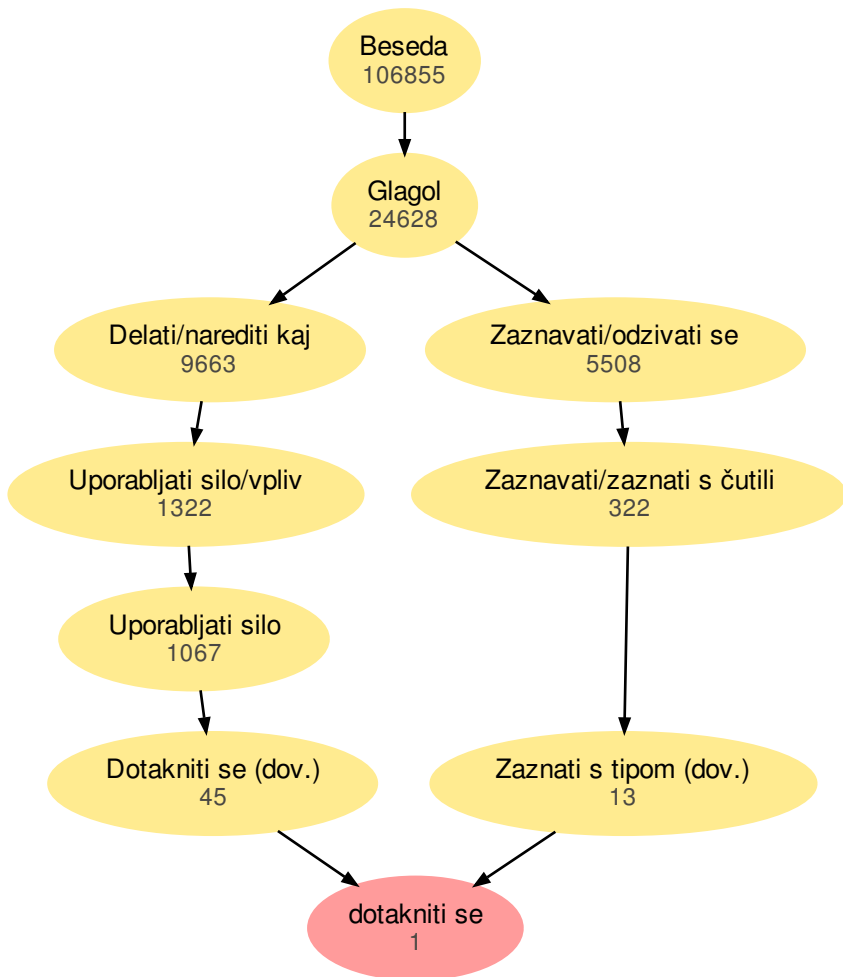 Beseda
106855
Glagol
24628
Delati/narediti kaj
9663
Zaznavati/odzivati se
5508
Uporabljati silo/vpliv
1322
Zaznavati/zaznati s čutili
322
Uporabljati silo
1067
Dotakniti se (dov.)
45
Zaznati s tipom (dov.)
13
dotakniti se
1